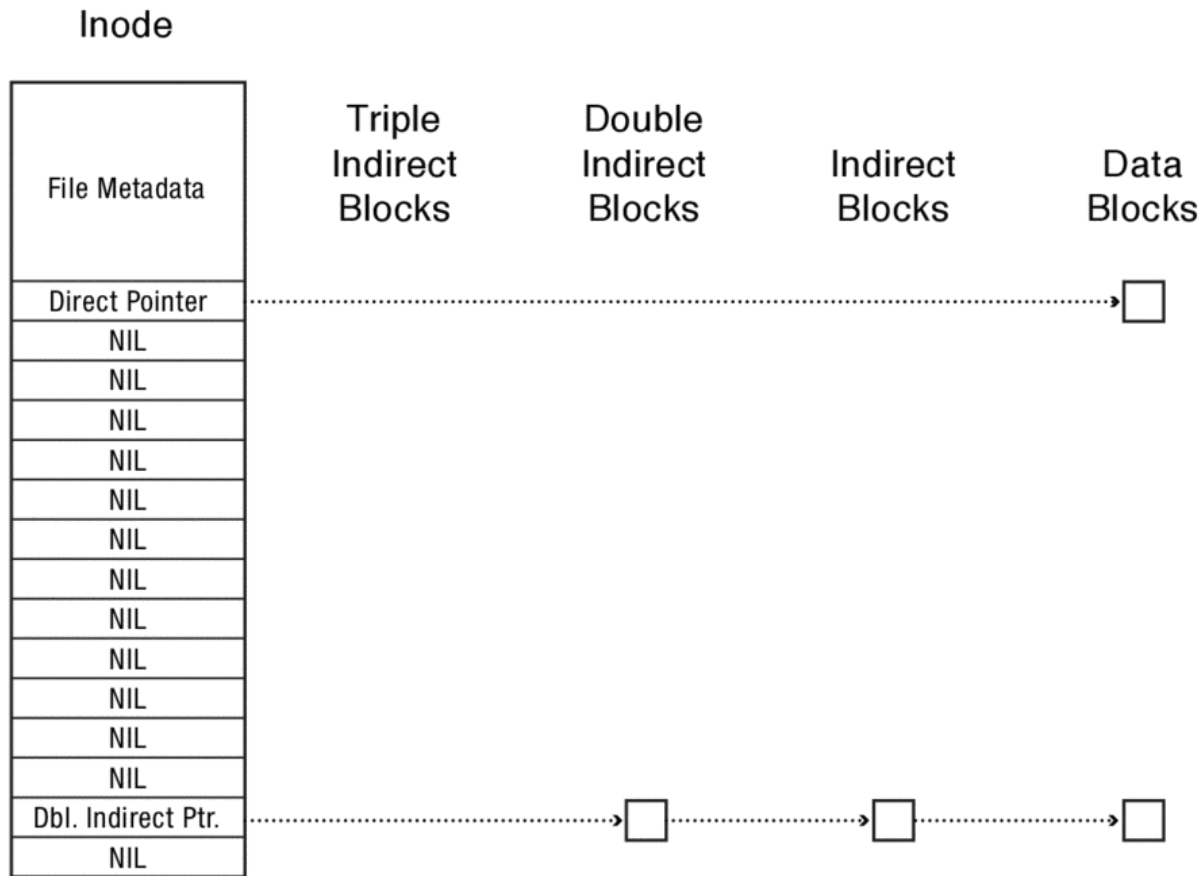 Inode
Triple
Indirect
Blocks
Double
Indirect
Blocks
Indirect
Blocks
Data
Blocks
File Metadata
Direct Pointer
NIL
NIL
NIL
NIL
NIL
NIL
NIL
NIL
NIL
NIL
NIL
NIL
Dbl. Indirect Ptr.
NIL